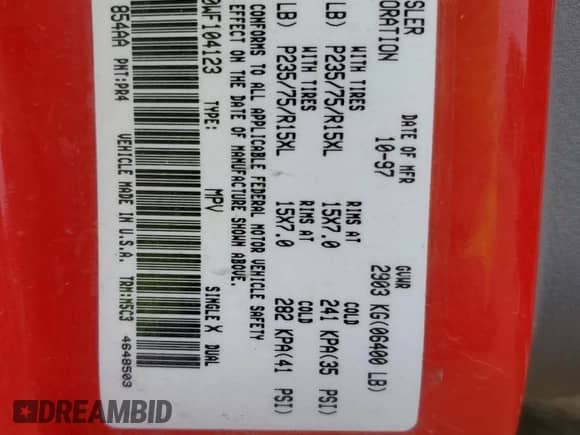 SLER
ORATION
DATE OF MFR
10-97
GVWR
2903 KG(06400 LB)
WITH TIRES
LB) P235/75/R15XL
RIMS AT
15X7.0
COLD
241 KPA(35 PSI)
WITH TIRES
LB) P235/75/R15XL
RIMS AT
15X7.0
COLD
282 KPA(41 PSI)
CONFORMS TO ALL APPLICABLE FEDERAL MOTOR VEHICLE SAFETY
EFFECT ON THE DATE OF MANUFACTURE SHOWN ABOVE.
WF104123
TYPE: MPV
SINGLE X DUAL
854AA PNT:PR4
VEHICLE MADE IN U.S.A.
TRM:M5C3
4648503
DREAMBID